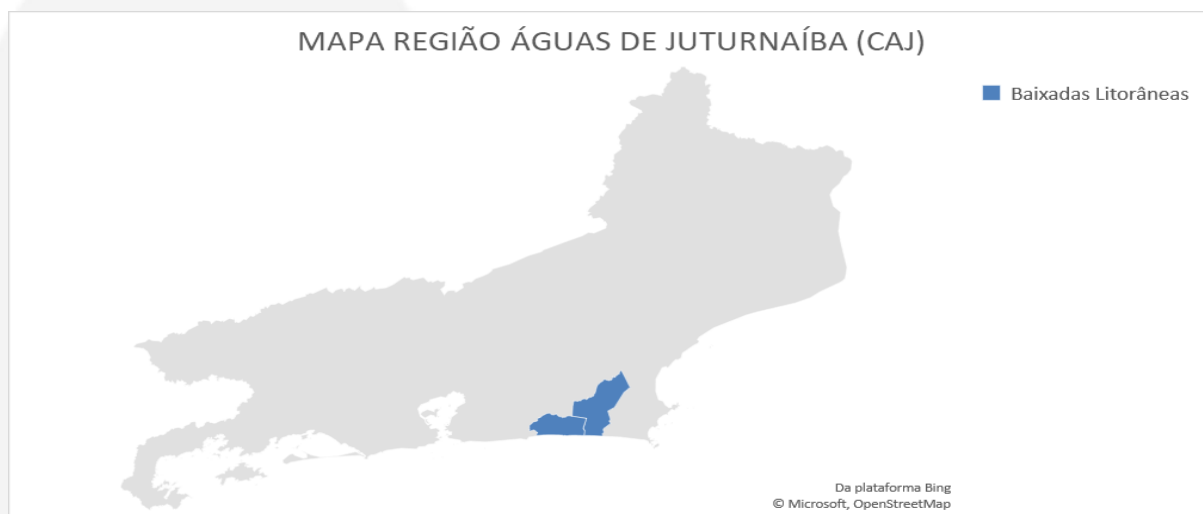 MAPA REGIÃO ÁGUAS DE JUTURNAÍBA (CAJ)
Baixadas Litorâneas
Da plataforma Bing
© Microsoft, OpenStreetMap